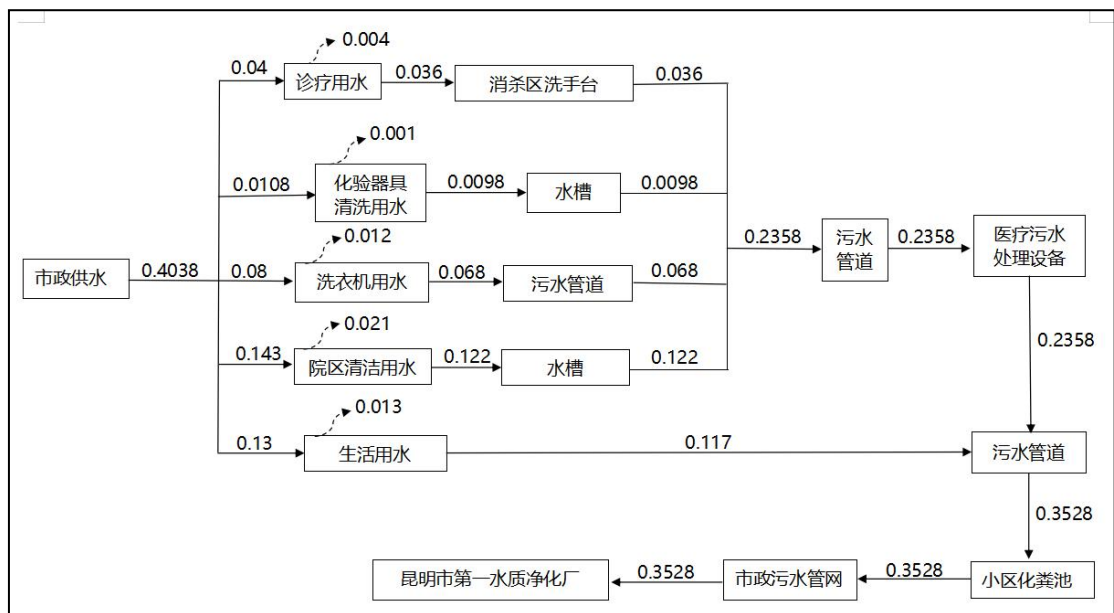 0.004
0.04
诊疗用水
0.036
消杀区洗手台
0.036
0.001
0.0108
化验器具
清洗用水
0.0098
水槽
0.0098
0.012
市政供水
0.4038
0.08
洗衣机用水
0.068
污水管道
0.068
0.2358
污水
管道
0.2358
医疗污水
处理设备
0.021
0.143
院区清洁用水
0.122
水槽
0.122
0.2358
0.013
0.13
生活用水
0.117
污水管道
0.3528
昆明市第一水质净化厂
0.3528
市政污水管网
0.3528
小区化粪池